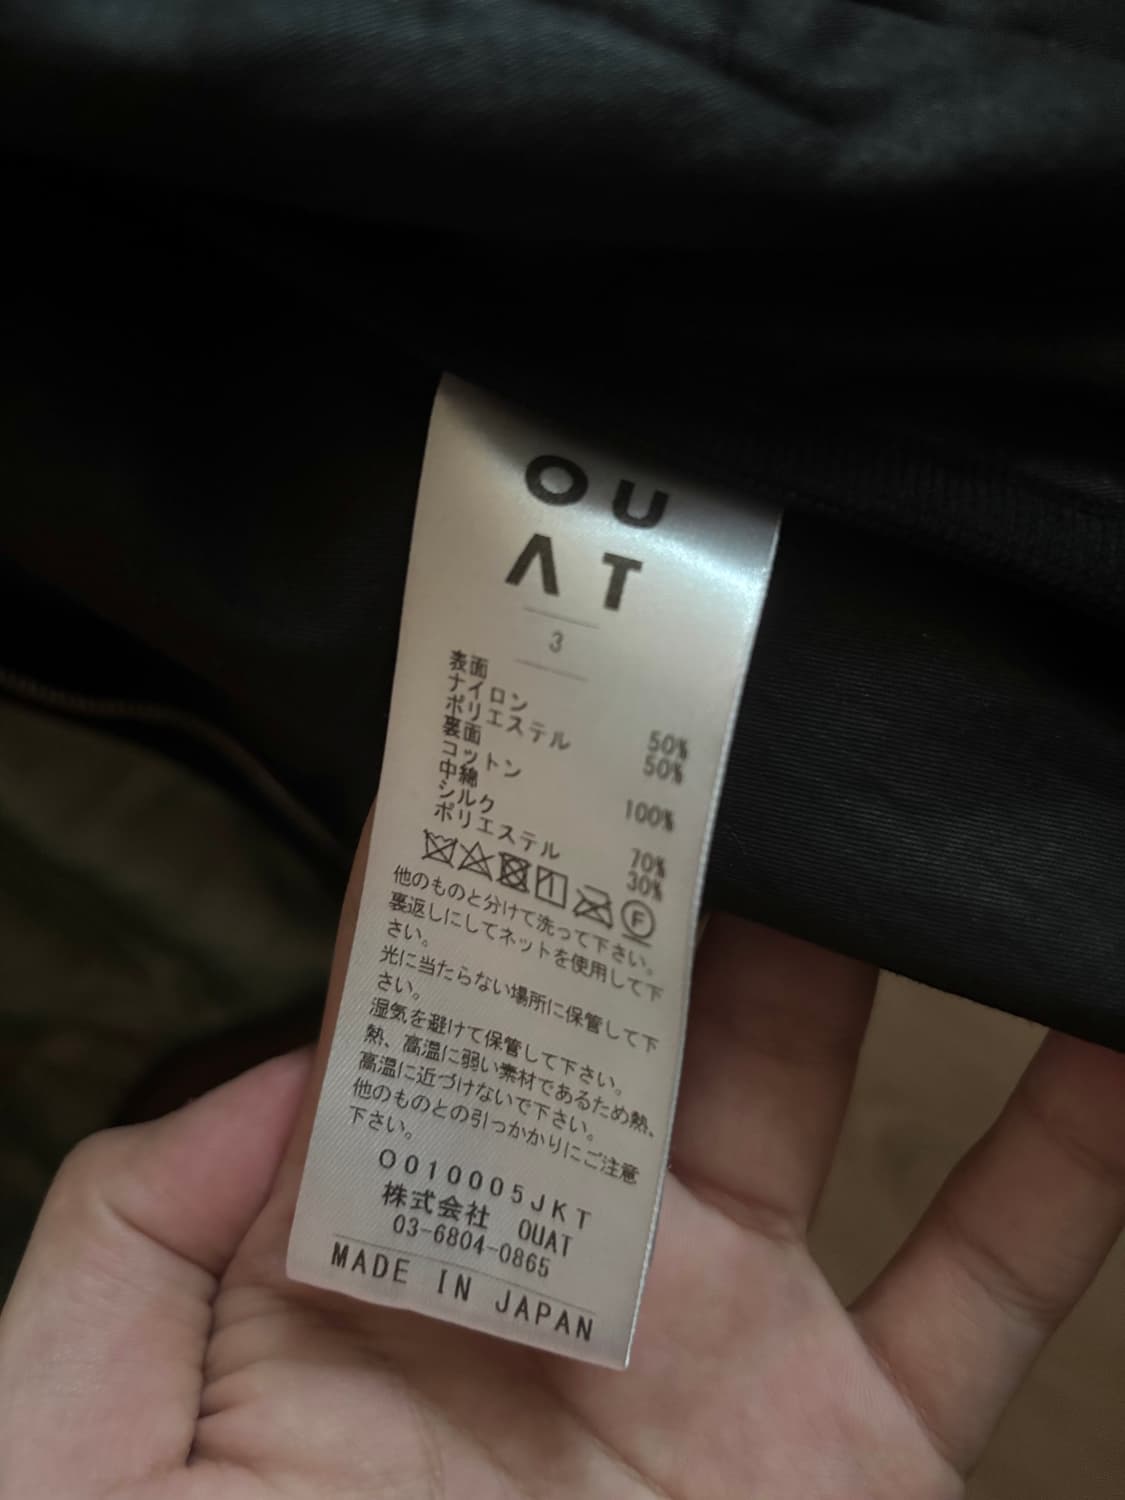 OU
ΛT
3
表面
ナイロン 50%
ポリエステル 50%
裏面
コットン 100%
中綿
シルク 70%
ポリエステル 30%
F
他のものと分けて洗って下さい。
裏返しにしてネットを使用して下
さい。
光に当たらない場所に保管して下
さい。
湿気を避けて保管して下さい。
熱、高温に弱い素材であるため熱、
高温に近づけないで下さい。
他のものとの引っかかりにご注意
下さい。
O010005JKT
株式会社 OUAT
03-6804-0865
MADE IN JAPAN